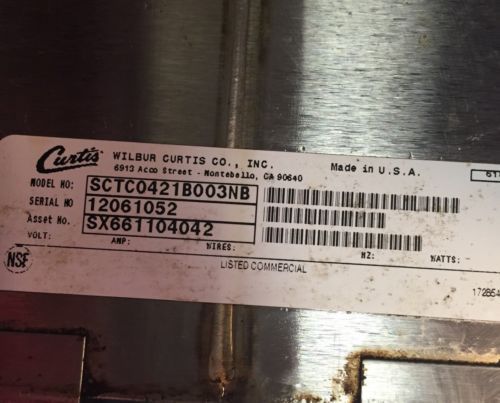 Curtis WILBUR CURTIS CO., INC. Made in U.S.A.
6913 Acco Street - Montebello, CA 90640
MODEL NO: SCTC0421B003NB
SERIAL NO 12061052
Asset No. SX661104042
VOLT: AMP: WIRES: HZ: WATTS: -
NSF LISTED COMMERCIAL